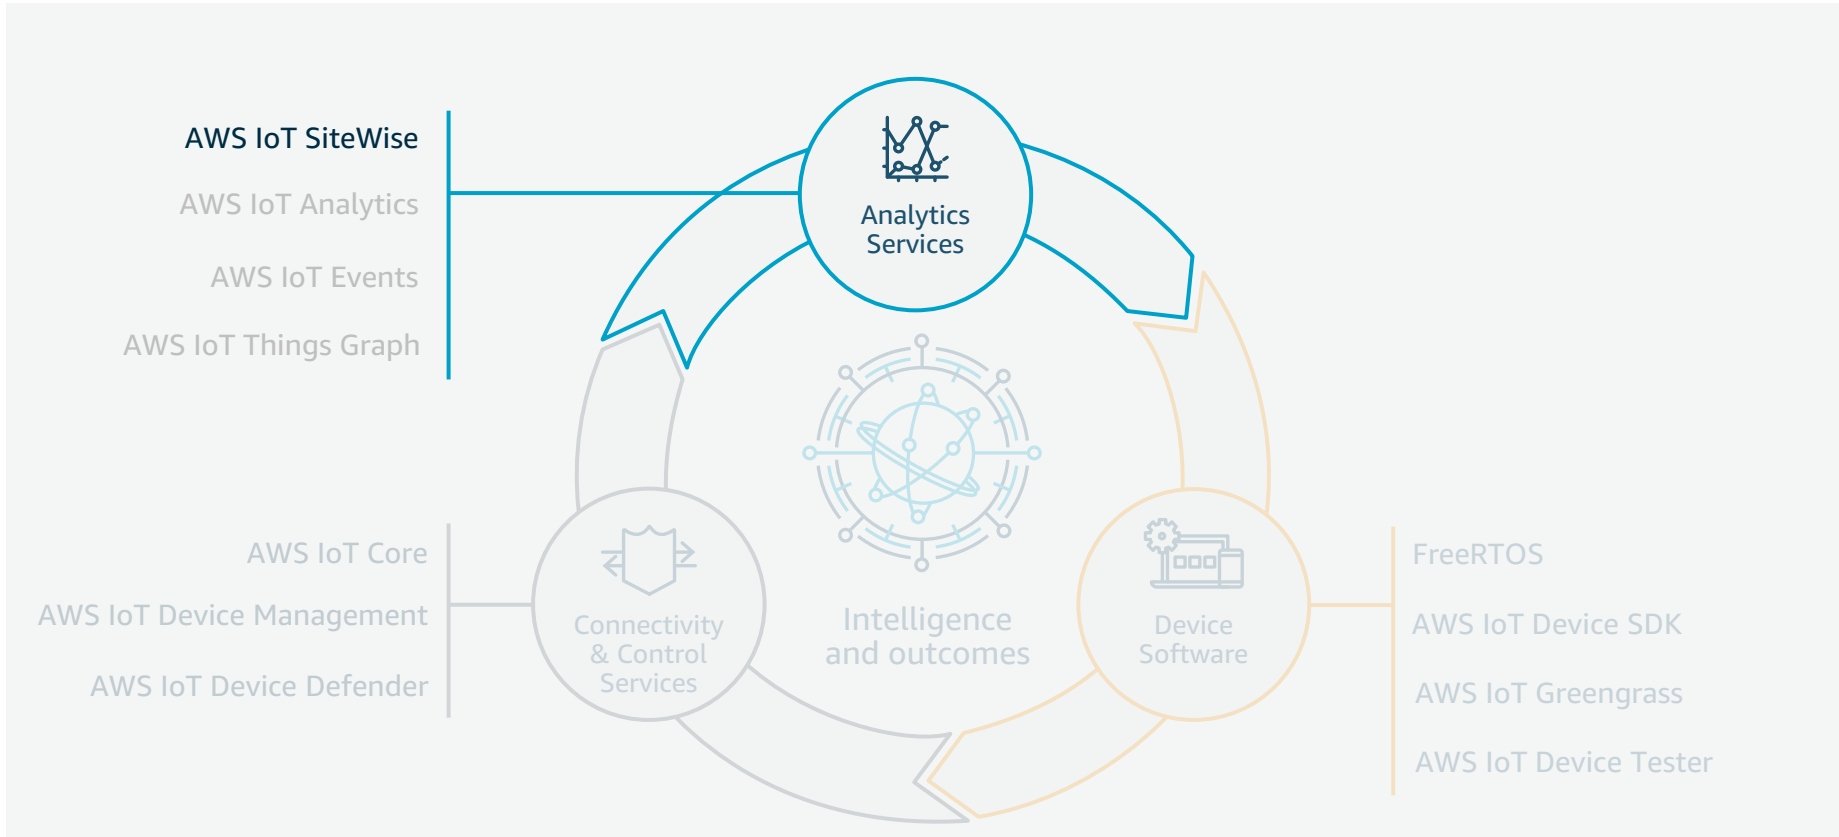 AWS IoT SiteWise
AWS IoT Analytics
AWS IoT Events
AWS IoT Things Graph
Analytics
Services
AWS IoT Core
AWS IoT Device Management
AWS IoT Device Defender
Connectivity
& Control
Services
Intelligence
and outcomes
Device
Software
FreeRTOS
AWS IoT Device SDK
AWS IoT Greengrass
AWS IoT Device Tester